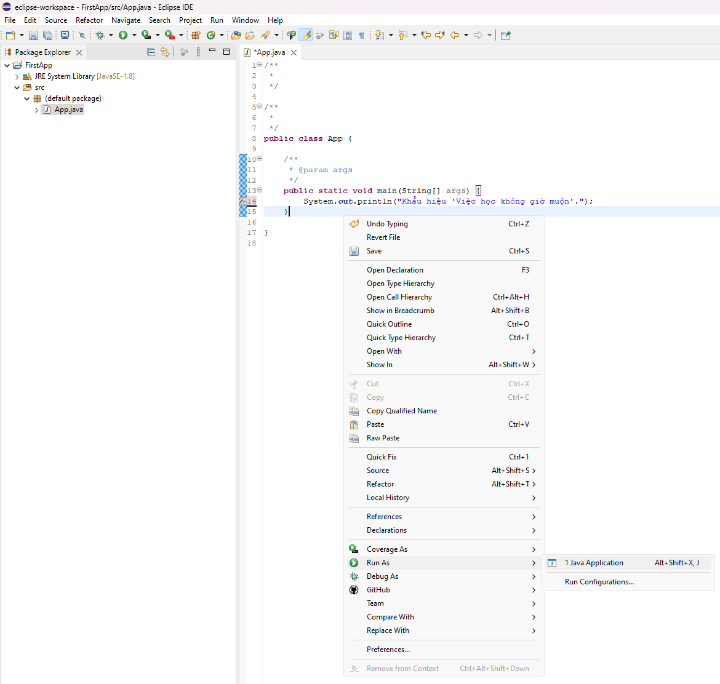 eclipse-workspace - FirstApp/src/App.java - Eclipse IDE
File Edit Source Refactor Navigate Search Project Run Window Help
Package Explorer
FirstApp
JRE System Library [JavaSE-1.8]
src
(default package)
App.java
*App.java
1 /**
2 *
3 */
4
5 /**
6 *
7 */
8 public class App {
9
10 /**
11 * @param args
12 */
13 public static void main(String[] args) {
14 System.out.println("Khẩu hiệu 'Việc học không giờ muộn'.");
15 }
16
17 }
18
Undo Typing Ctrl+Z
Revert File
Save Ctrl+S
Open Declaration F3
Open Type Hierarchy
Open Call Hierarchy Ctrl+Alt+H
Show in Breadcrumb Alt+Shift+B
Quick Outline Ctrl+O
Quick Type Hierarchy Ctrl+T
Open With
Show In Alt+Shift+W
Cut Ctrl+X
Copy Ctrl+C
Copy Qualified Name
Paste Ctrl+V
Raw Paste
Quick Fix Ctrl+1
Source Alt+Shift+S
Refactor Alt+Shift+T
Local History
References
Declarations
Coverage As
Run As
1 Java Application Alt+Shift+X, J
Run Configurations...
Debug As
GitHub
Team
Compare With
Replace With
Preferences...
Remove from Context Ctrl+Alt+Shift+Down